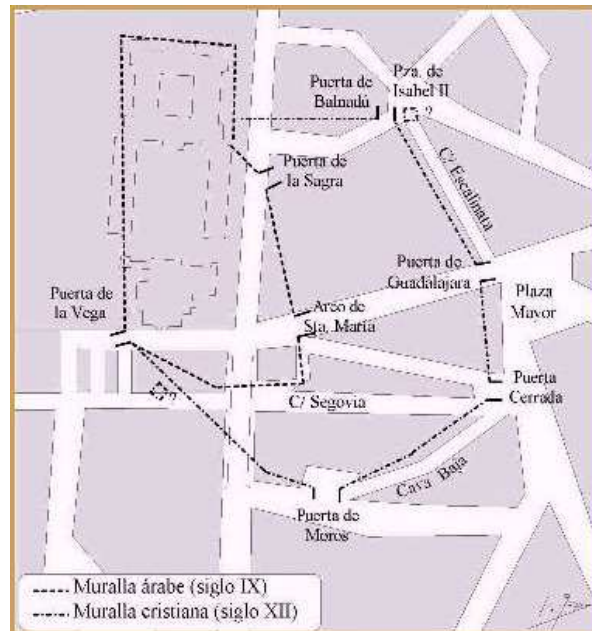 Puerta de
Balnadú
Pza. de
Isabel II
?
Puerta de
la Sagra
C/ Escalinata
Puerta de
Guadalajara
Plaza
Mayor
Puerta de
la Vega
Arco de
Sta. María
Puerta
Cerrada
?
C/ Segovia
Cava Baja
Puerta de
Moros
Muralla árabe (siglo IX)
Muralla cristiana (siglo XII)